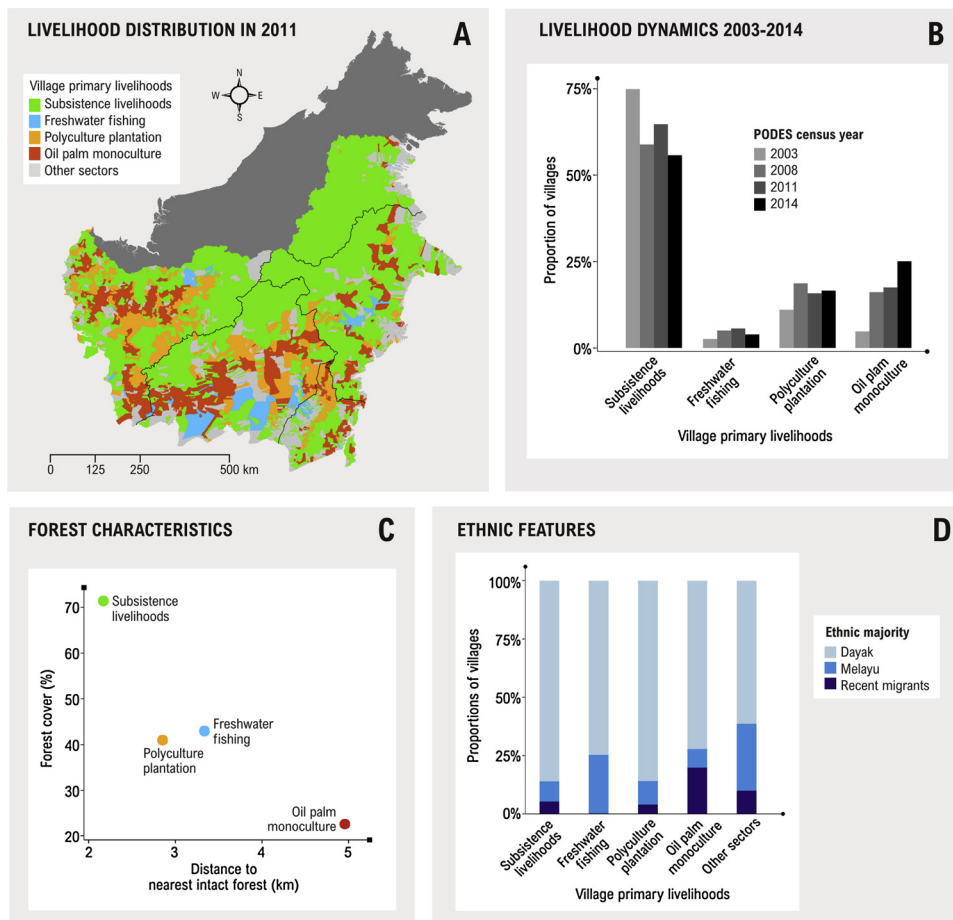 LIVELIHOOD DISTRIBUTION IN 2011
A
Village primary livelihoods
Subsistence livelihoods
Freshwater fishing
Polyculture plantation
Oil palm monoculture
Other sectors
N
W
E
S
0
125
250
500 km
LIVELIHOOD DYNAMICS 2003-2014
B
75%
50%
25%
0%
Proportion of villages
PODES census year
2003
2008
2011
2014
Subsistence
livelihoods
Freshwater
fishing
Polyculture
plantation
Oil plam
monoculture
Village primary livelihoods
FOREST CHARACTERISTICS
C
70
60
50
40
30
20
Forest cover (%)
Subsistence
livelihoods
Freshwater
fishing
Polyculture
plantation
Oil palm
monoculture
2
3
4
5
Distance to
nearest intact forest (km)
ETHNIC FEATURES
D
100%
75%
50%
25%
0%
Proportions of villages
Ethnic majority
Dayak
Melayu
Recent migrants
Subsistence
livelihoods
Freshwater
fishing
Polyculture
plantation
Oil palm
monoculture
Other sectors
Village primary livelihoods